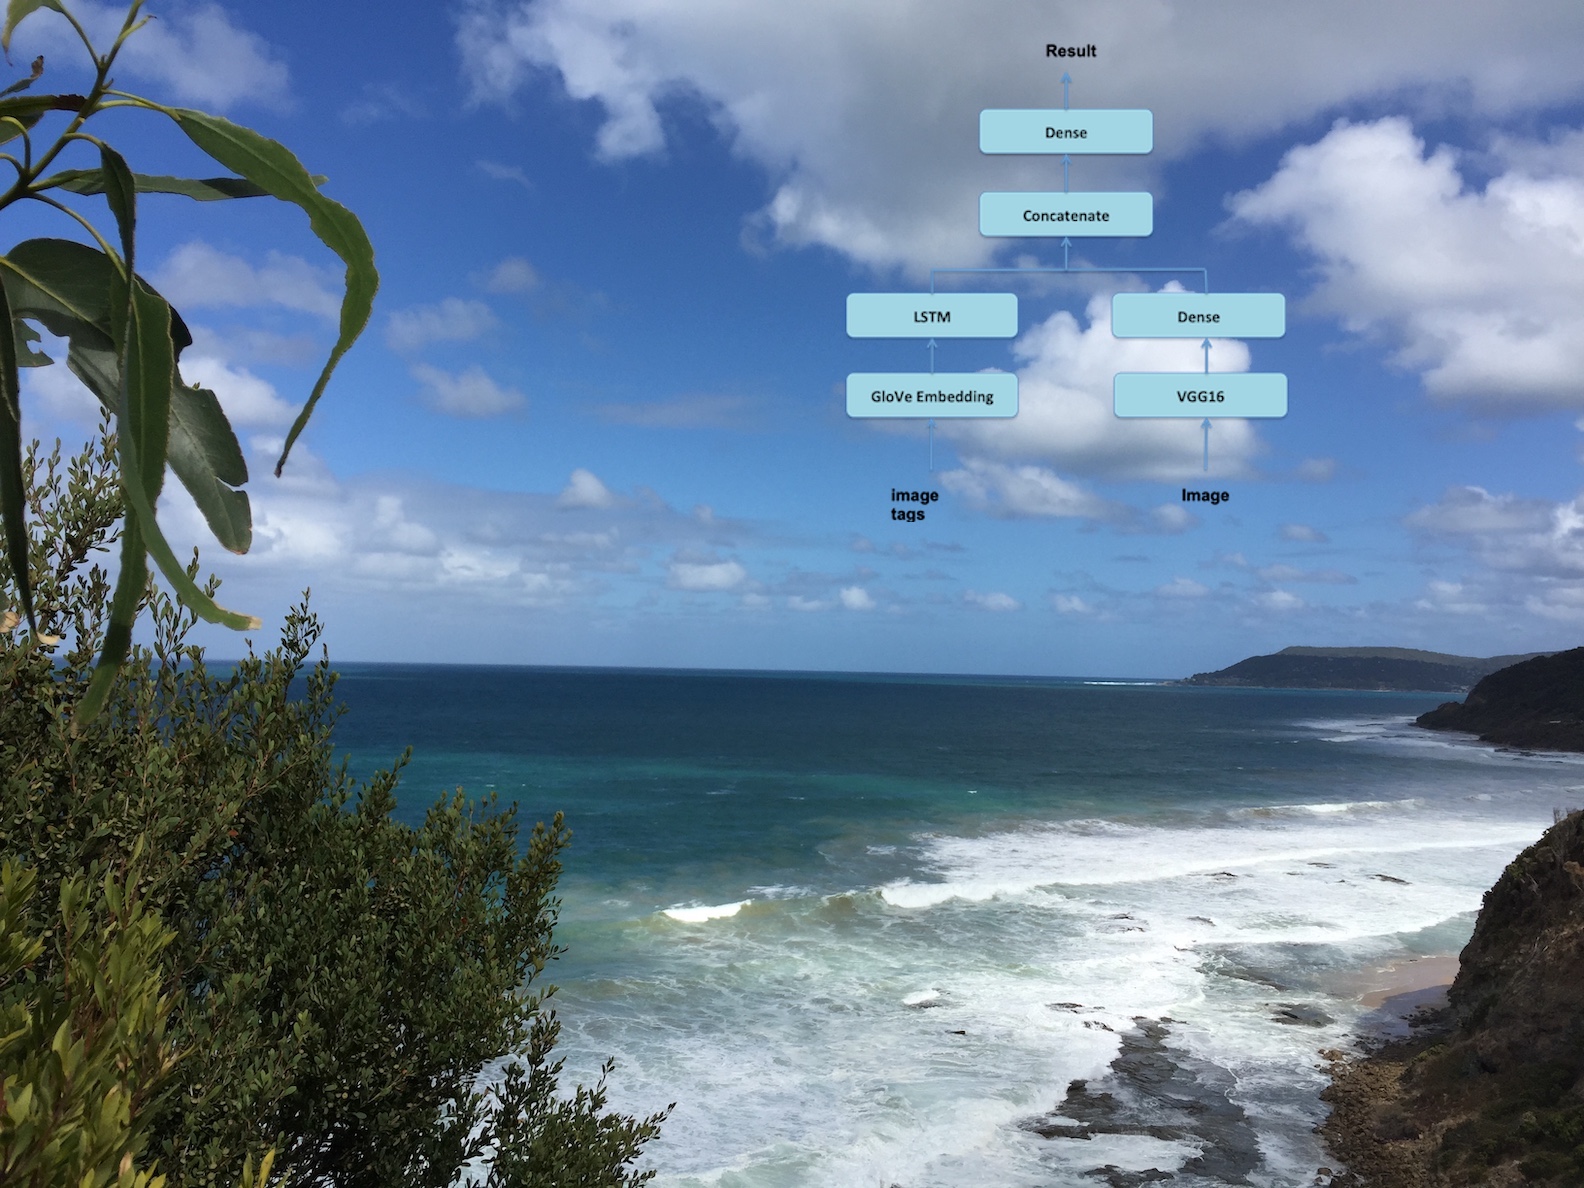 Result
Dense
Concatenate
LSTM
Dense
GloVe Embedding
VGG16
image
tags
Image